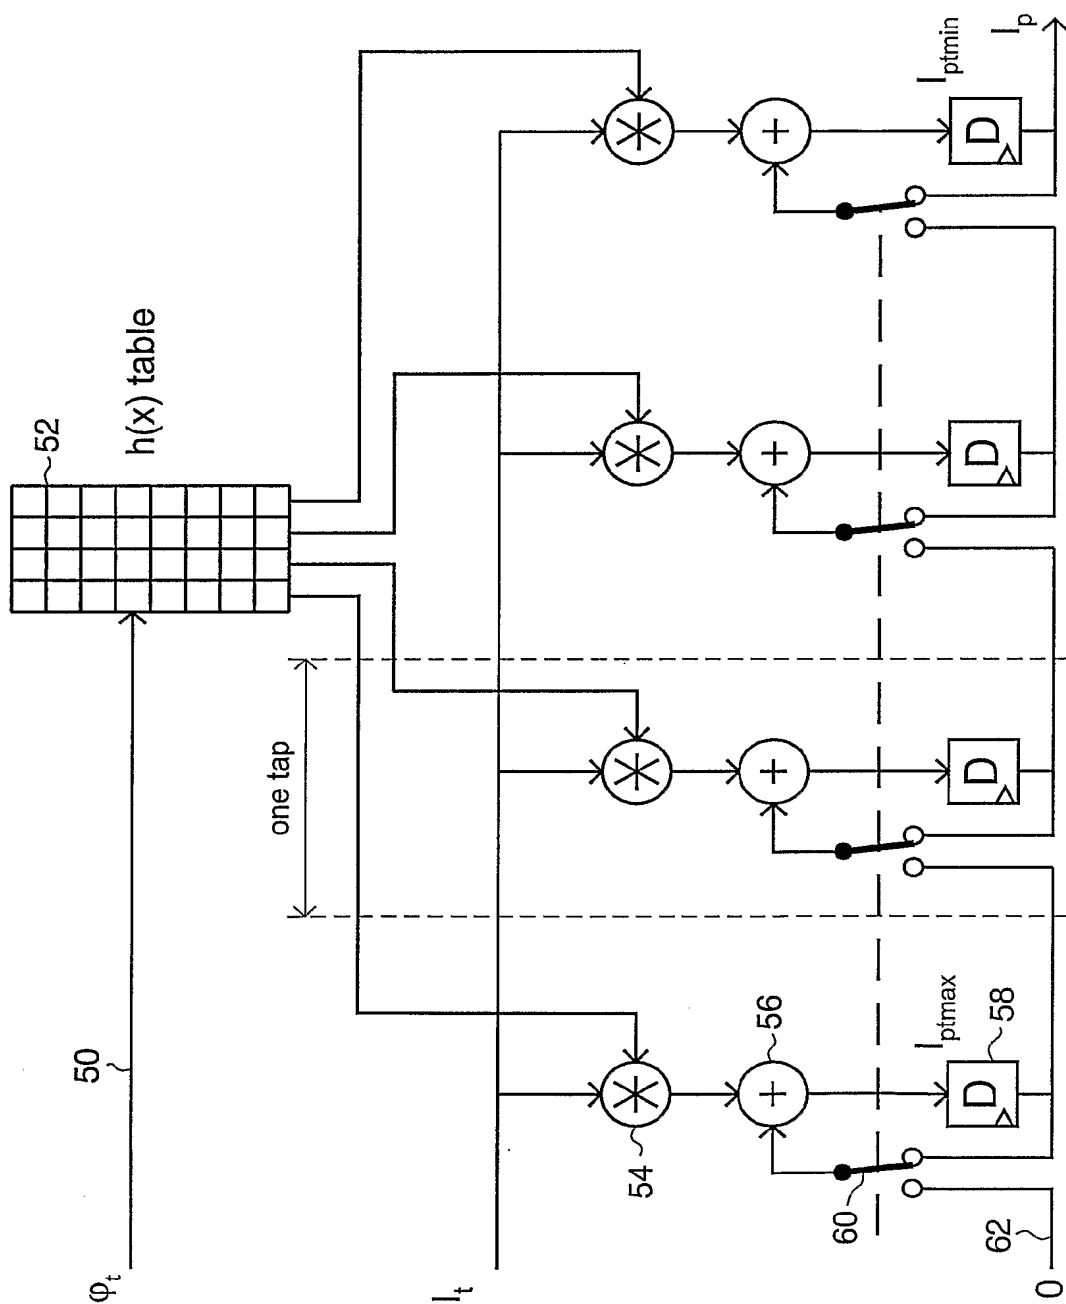 φt
50
52
h(x) table
It
one tap
54
56
60
Iptmax
D
58
D
D
Iptmin
D
62
0
Ip